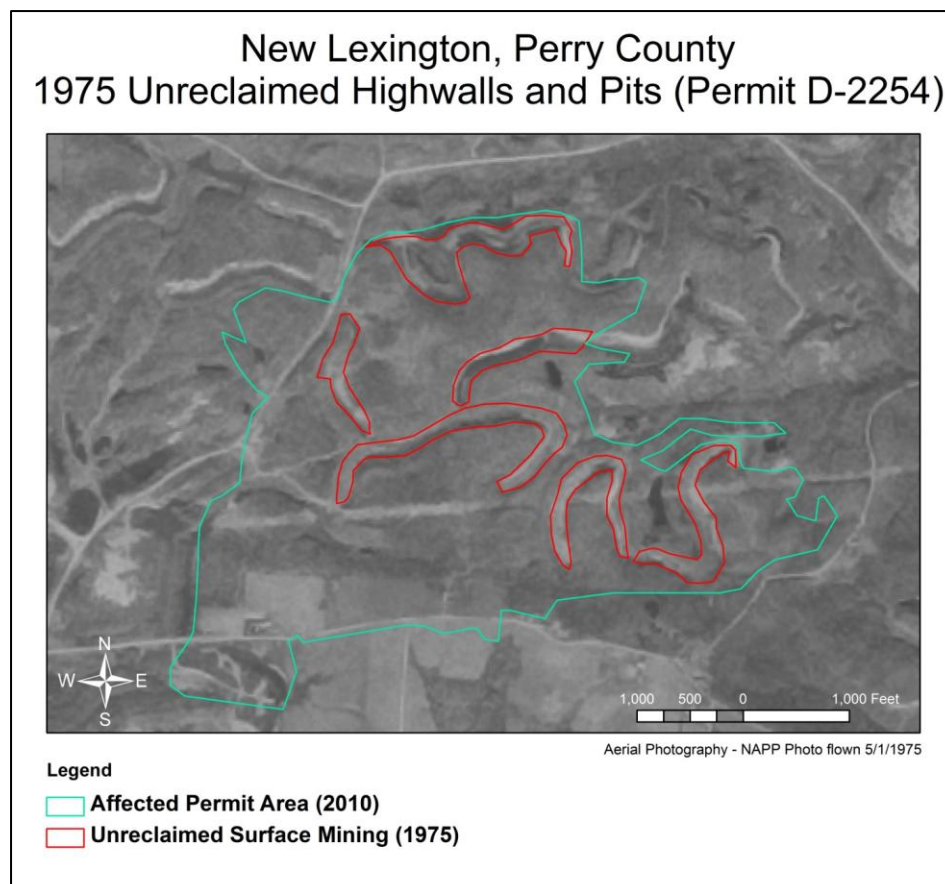 New Lexington, Perry County
1975 Unreclaimed Highwalls and Pits (Permit D-2254)
N
W E
S
1,000 500 0 1,000 Feet
Aerial Photography - NAPP Photo flown 5/1/1975
Legend
Affected Permit Area (2010)
Unreclaimed Surface Mining (1975)